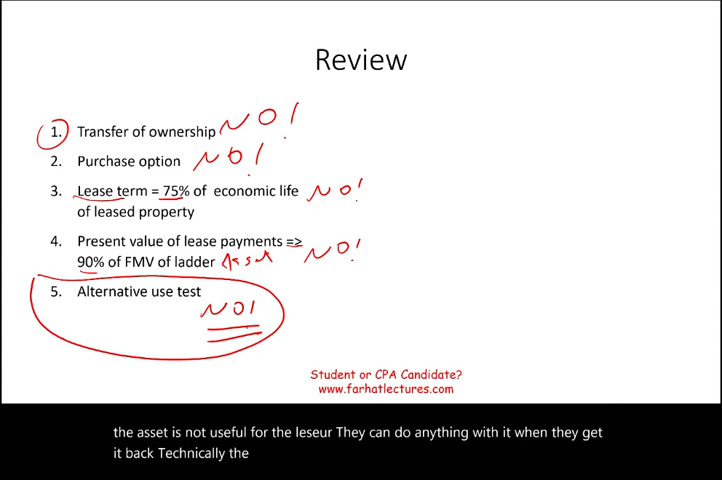 Review
1. Transfer of ownership NO!
2. Purchase option NO!
3. Lease term = 75% of economic life NO!
of leased property
4. Present value of lease payments =>
90% of FMV of ladder Asset NO!
5. Alternative use test
NO!
Student or CPA Candidate?
www.farhatlectures.com
the asset is not useful for the leseur They can do anything with it when they get
it back Technically the